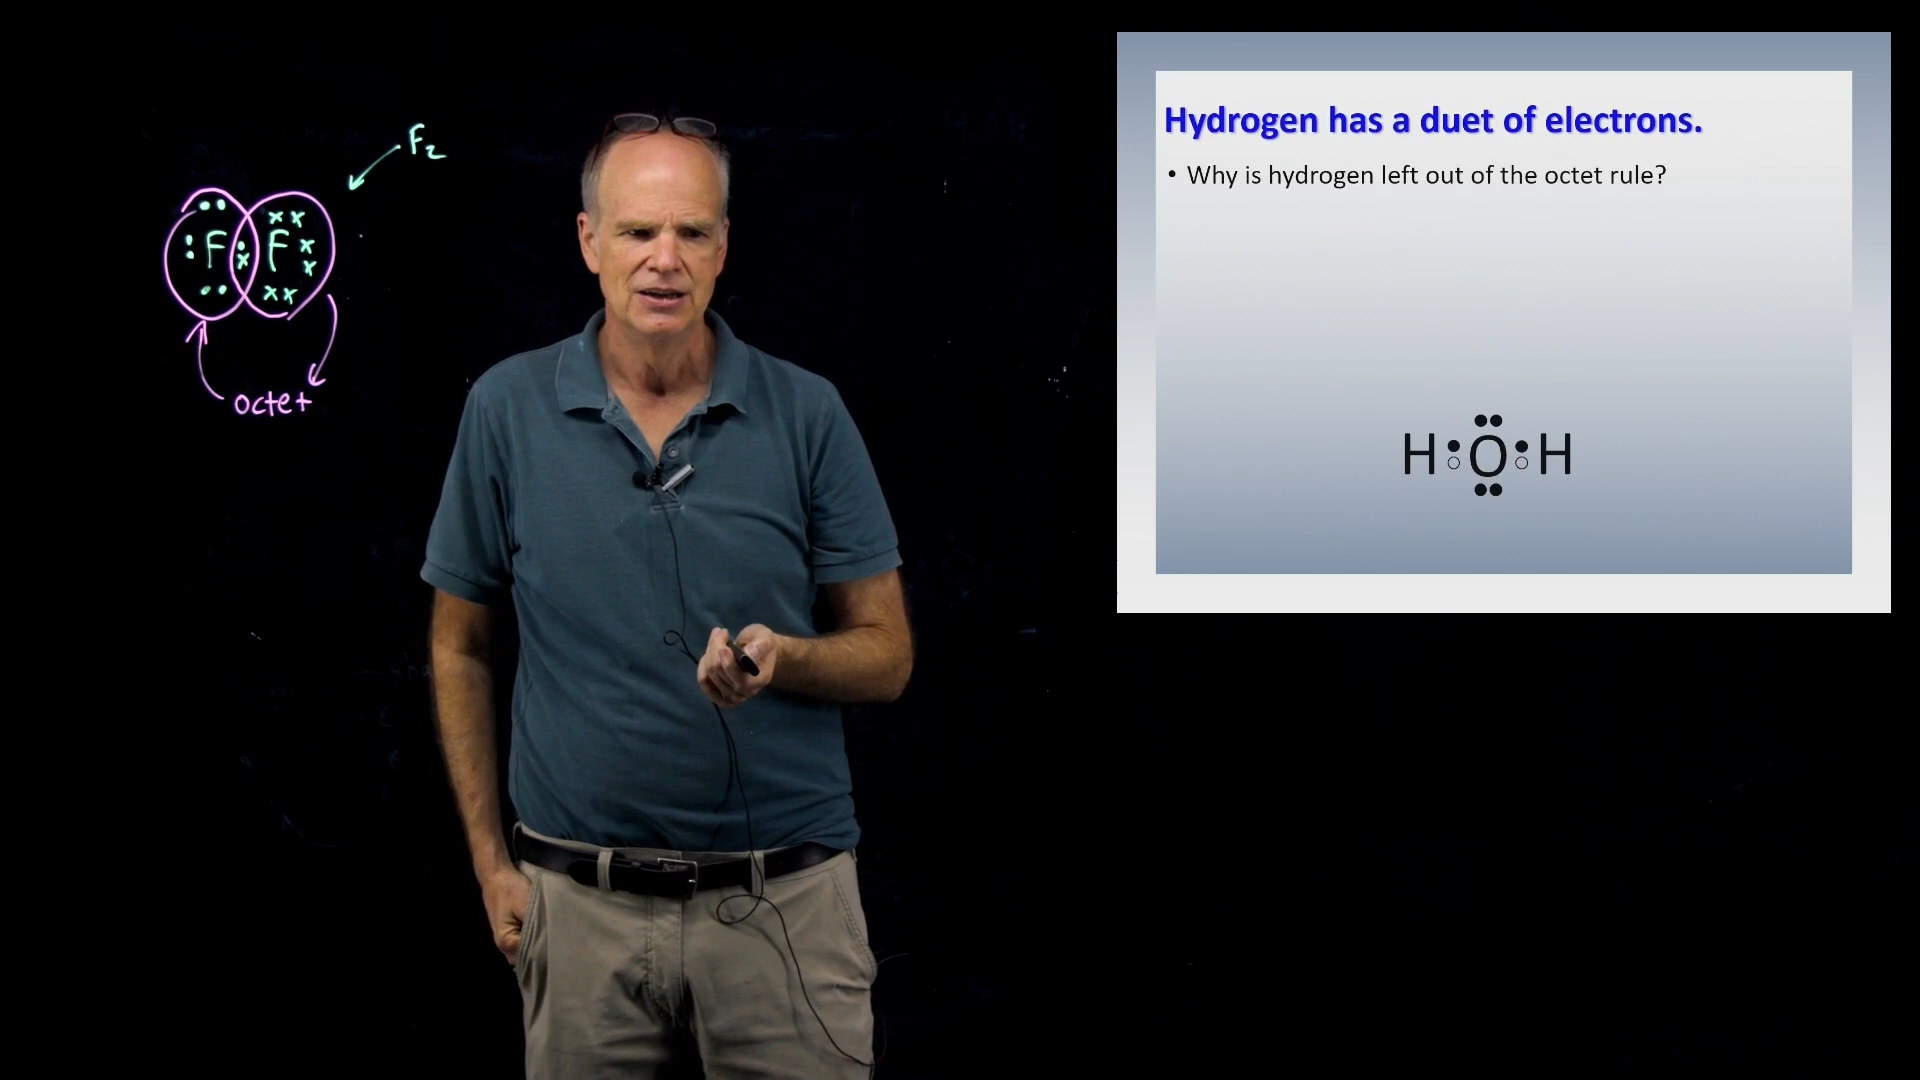 F2
F F
octet
Hydrogen has a duet of electrons.
• Why is hydrogen left out of the octet rule?
H O H